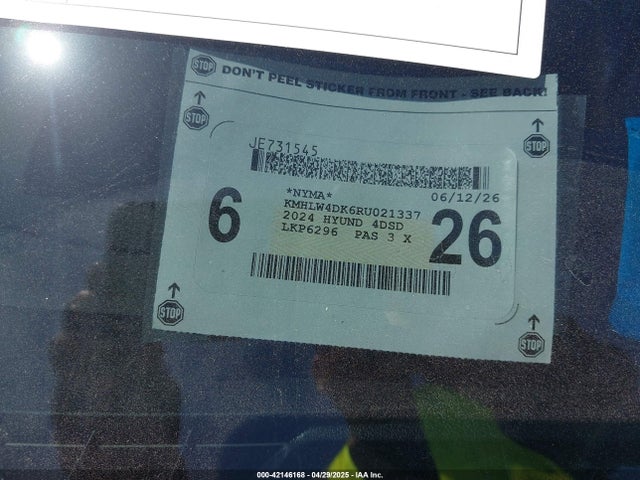 STOP DON'T PEEL STICKER FROM FRONT - SEE BACK!
STOP
STOP
JE731545
*NYMA* 06/12/26
KMHLW4DK6RU021337
2024 HYUND 4DSD
LKP6296 PAS 3 X
6
26
STOP
STOP
000-42146168 - 04/29/2025 - IAA Inc.